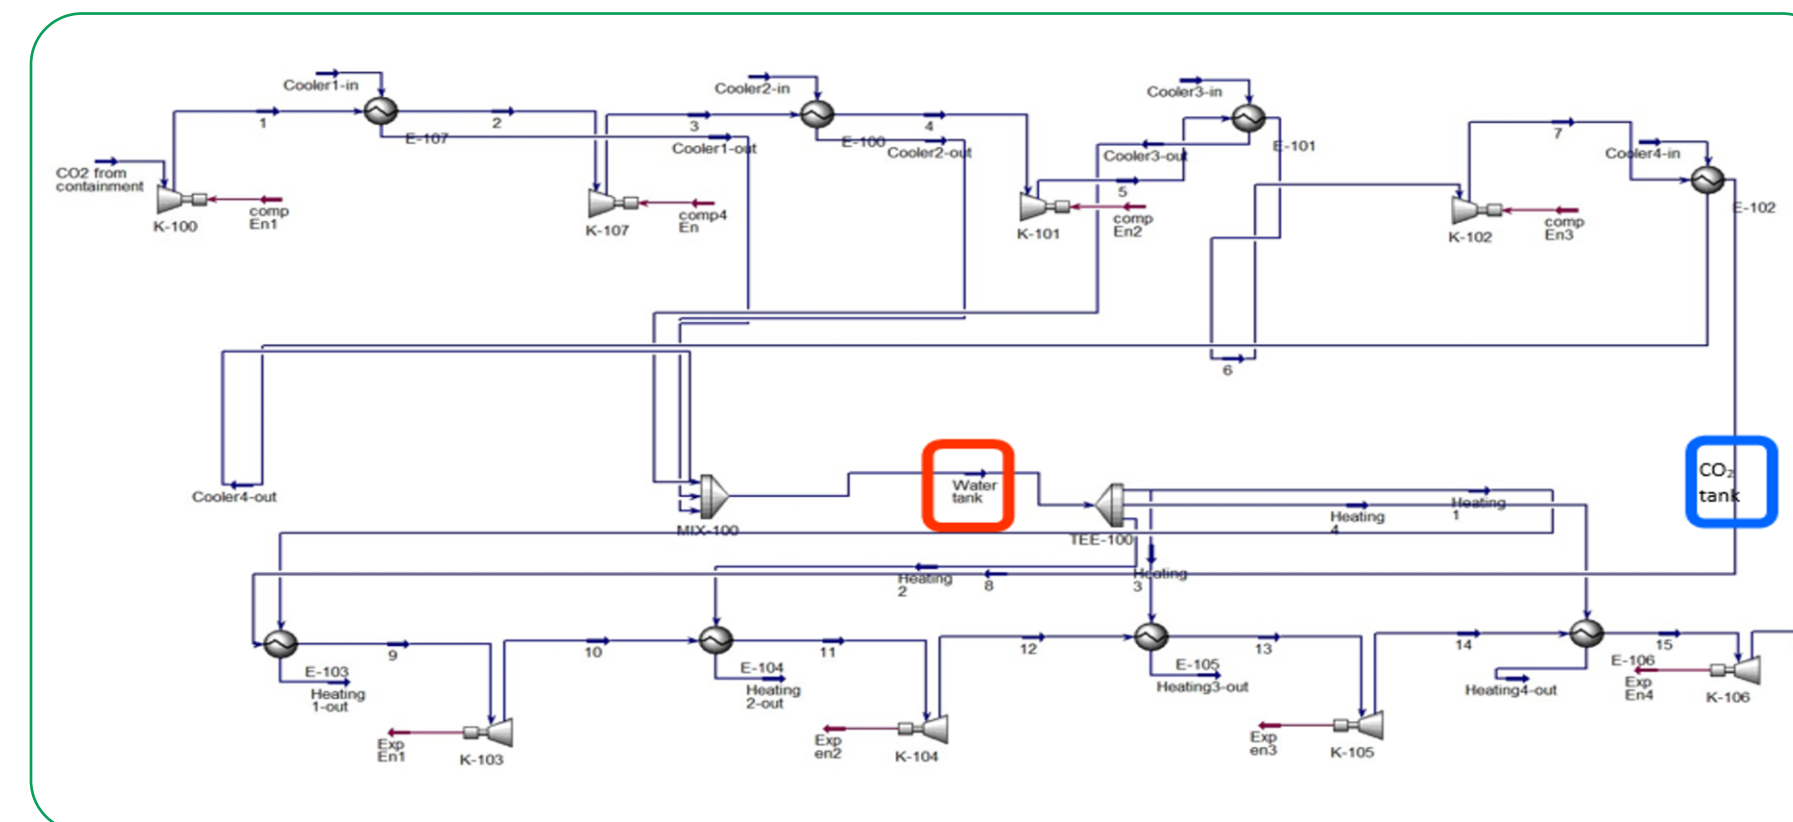 Cooler1-in
1
E-107
2
Cooler1-out
CO2 from
containment
K-100
comp
En1
Cooler2-in
3
E-100
4
Cooler2-out
K-107
comp4
En
Cooler3-in
E-101
Cooler3-out
5
K-101
comp
En2
6
7
Cooler4-in
E-102
K-102
comp
En3
Cooler4-out
MIX-100
Water
tank
TEE-100
Heating
1
Heating
4
CO₂
tank
Heating
2
8
Heating
3
E-103
Heating
1-out
9
Exp
En1
K-103
10
E-104
Heating
2-out
11
Exp
en2
K-104
12
E-105
Heating3-out
13
Exp
en3
K-105
14
E-106
Heating4-out
15
Exp
En4
K-106